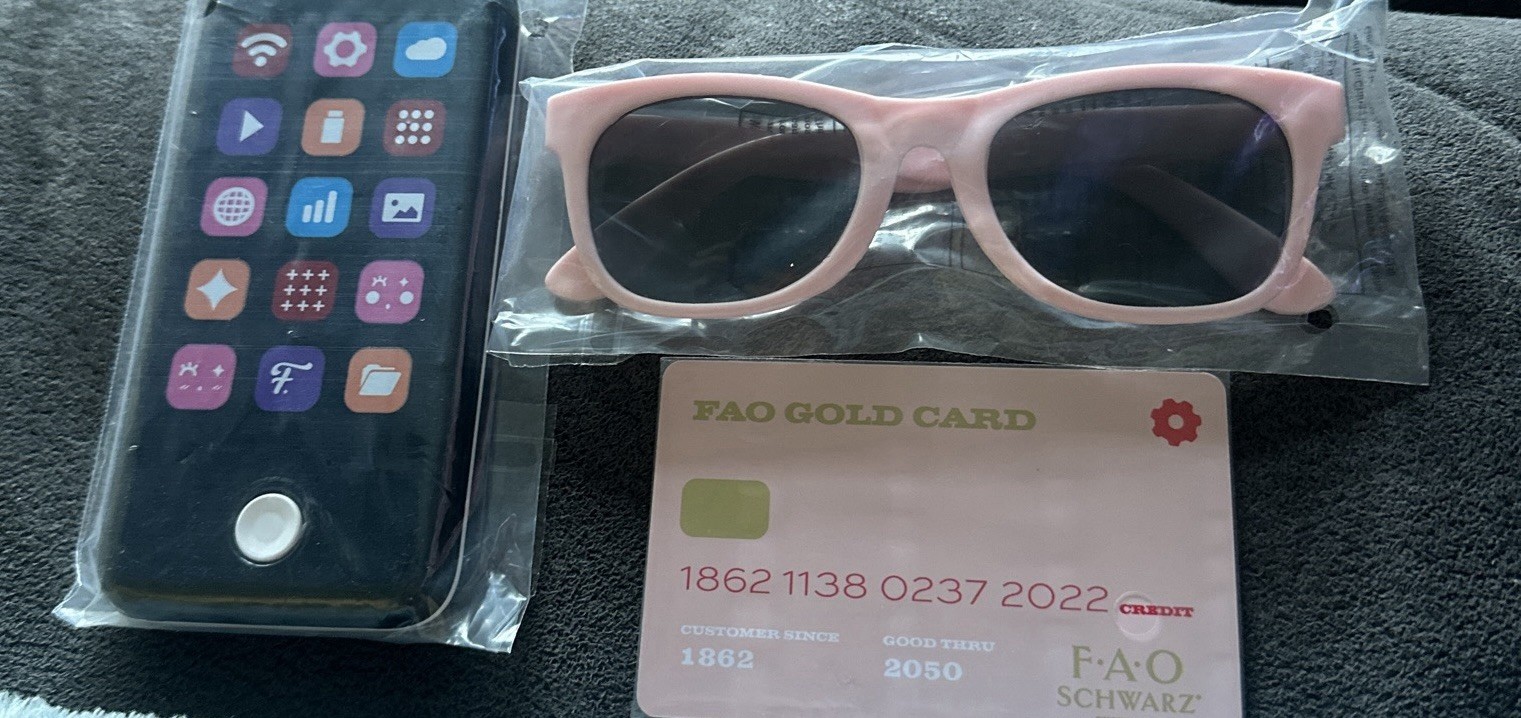 F.
FAO GOLD CARD
1862 1138 0237 2022 CREDIT
CUSTOMER SINCE
1862
GOOD THRU
2050
F·A·O
SCHWARZ